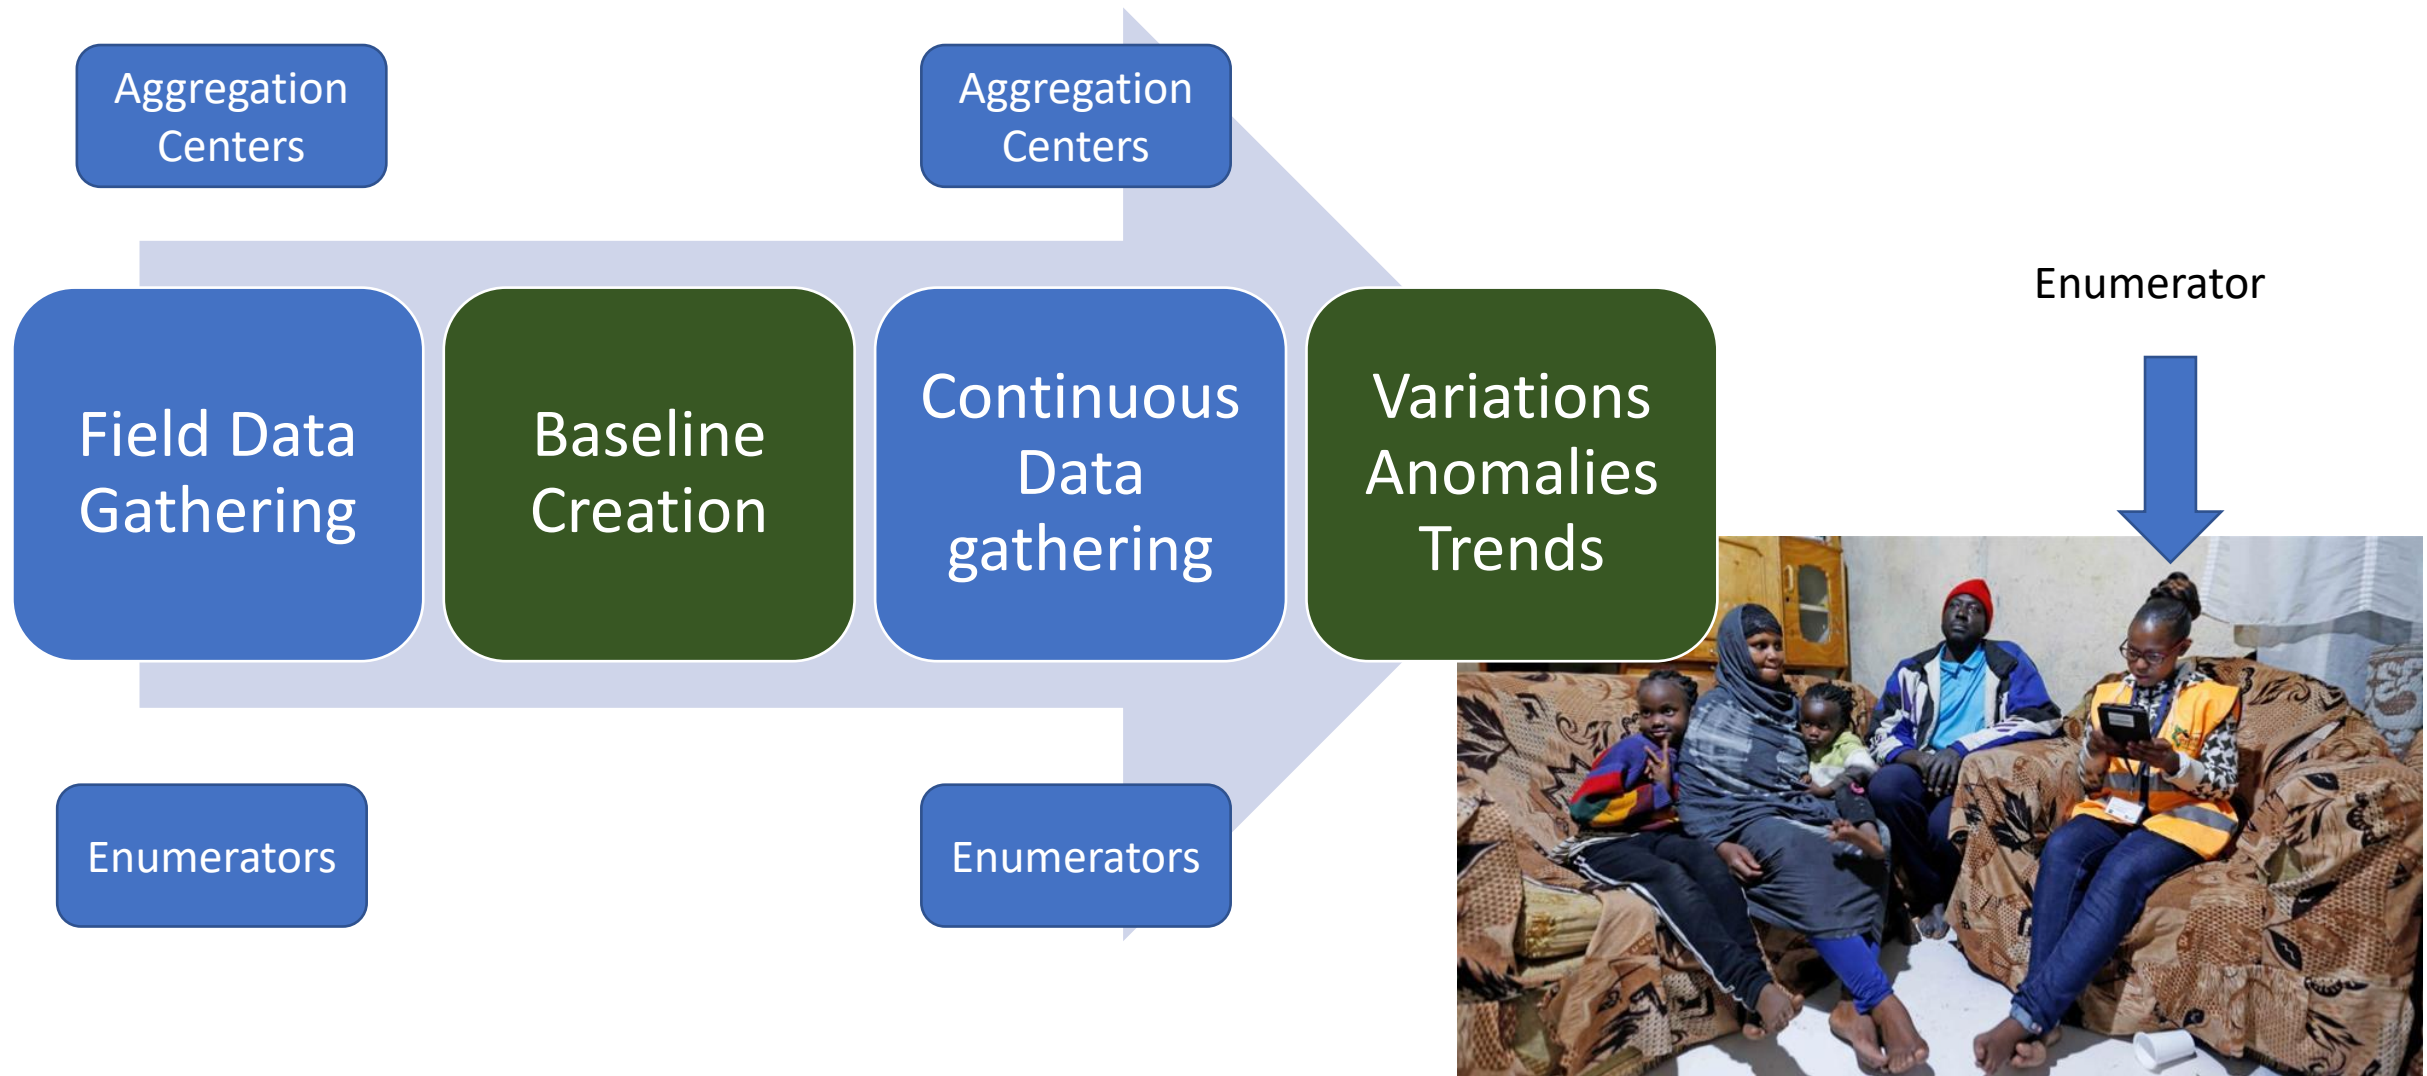 Aggregation
Centers
Aggregation
Centers
Enumerator
Field Data
Gathering
Baseline
Creation
Continuous
Data
gathering
Variations
Anomalies
Trends
Enumerators
Enumerators